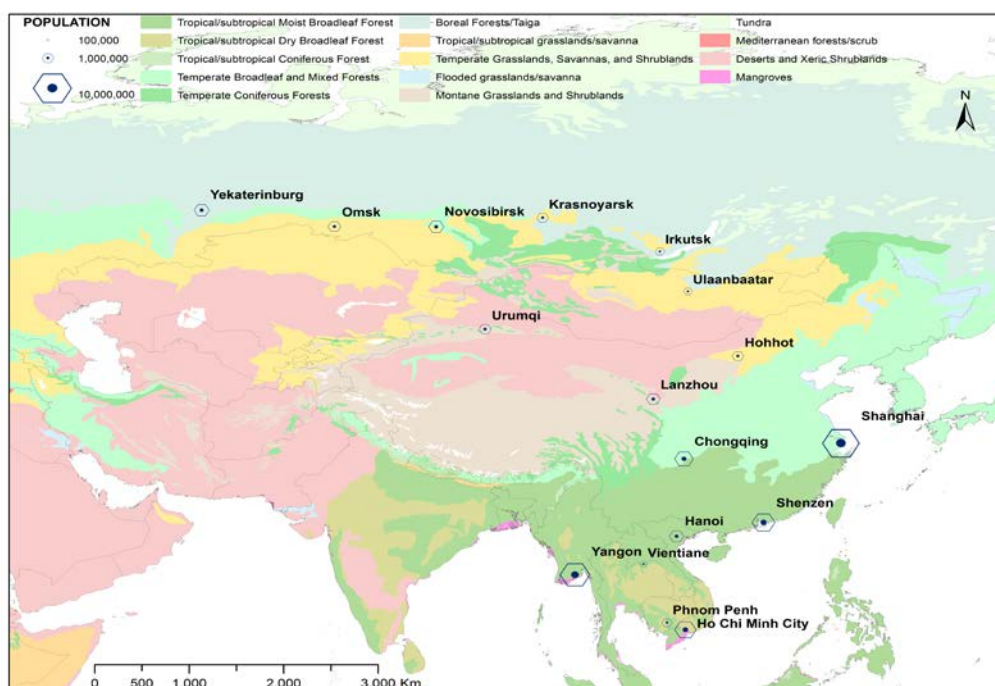 POPULATION
100,000
1,000,000
10,000,000
Tropical/subtropical Moist Broadleaf Forest
Tropical/subtropical Dry Broadleaf Forest
Tropical/subtropical Coniferous Forest
Temperate Broadleaf and Mixed Forests
Temperate Coniferous Forests
Boreal Forests/Taiga
Tropical/subtropical grasslands/savanna
Temperate Grasslands, Savannas, and Shrublands
Flooded grasslands/savanna
Montane Grasslands and Shrublands
Tundra
Mediterranean forests/scrub
Deserts and Xeric Shrublands
Mangroves
N
Yekaterinburg
Omsk
Novosibirsk
Krasnoyarsk
Irkutsk
Ulaanbaatar
Urumqi
Hohhot
Lanzhou
Shanghai
Chongqing
Shenzen
Hanoi
Yangon
Vientiane
Phnom Penh
Ho Chi Minh City
0 500 1,000 2,000 3,000 Km